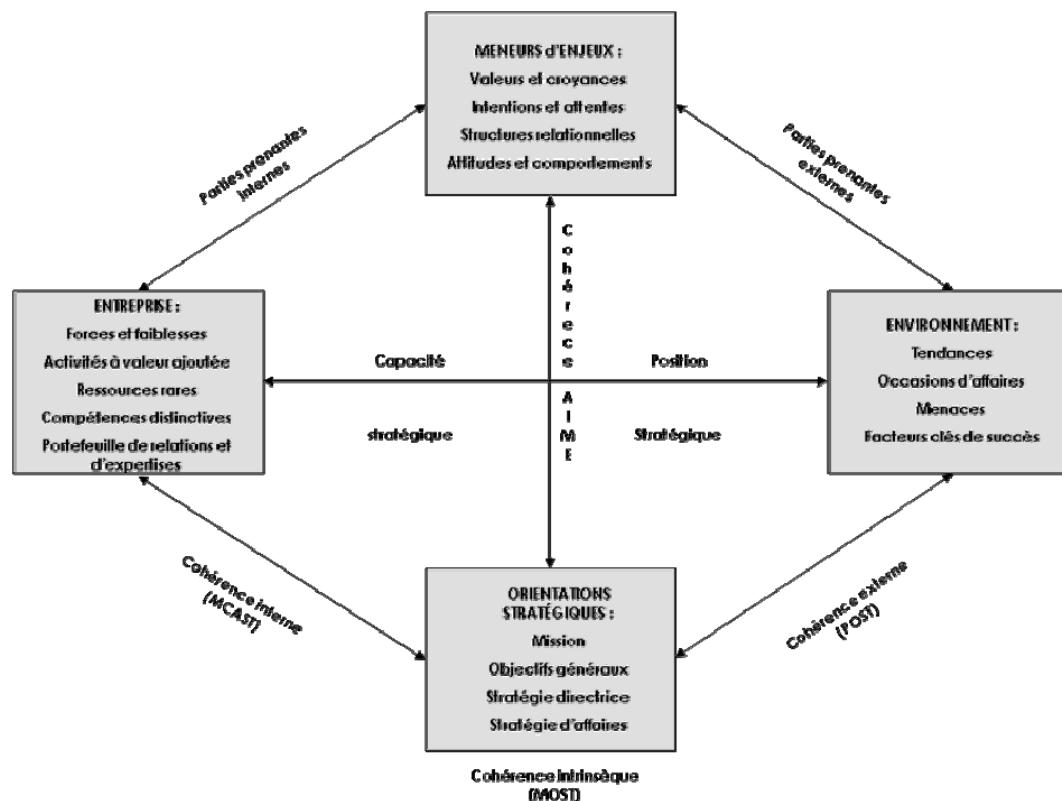 MENEURS d'ENJEUX :
Valeurs et croyances
Intentions et attentes
Structures relationnelles
Attitudes et comportements
Parties prenantes
internes
Parties prenantes
externes
Cohérece AIME
ENTREPRISE :
Forces et faiblesses
Activités à valeur ajoutée
Ressources rares
Compétences distinctives
Portefeuille de relations et
d'expertises
Capacité
stratégique
Position
Stratégique
ENVIRONNEMENT :
Tendances
Occasions d'affaires
Menaces
Facteurs clés de succès
Cohérence interne
(MCAST)
Cohérence externe
(POST)
ORIENTATIONS
STRATÉGIQUES :
Mission
Objectifs généraux
Stratégie directrice
Stratégie d'affaires
Cohérence intrinsèque
(MOST)